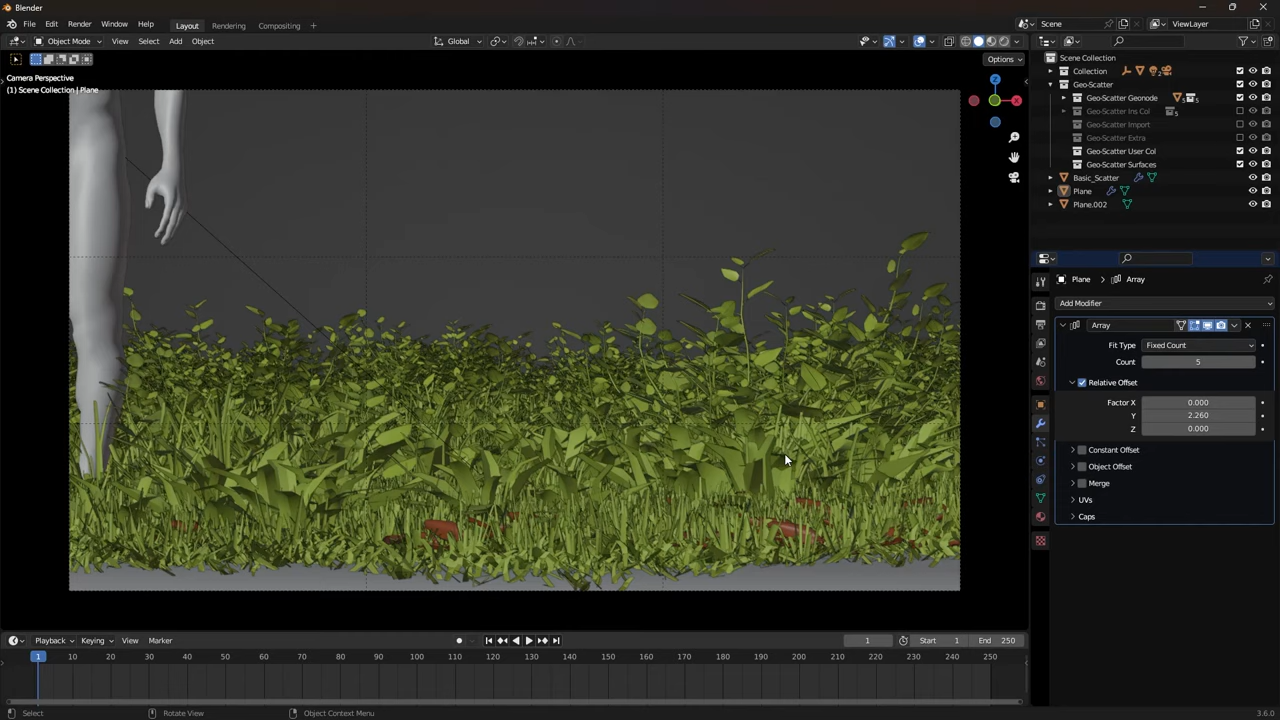 Blender
File Edit Render Window Help Layout Rendering Compositing + Scene ViewLayer
Object Mode View Select Add Object Global
Options
Camera Perspective
(1) Scene Collection | Plane
Z
X
Scene Collection
Collection 2
Geo-Scatter
Geo-Scatter Geonode 5 5
Geo-Scatter Ins Col 5
Geo-Scatter Import
Geo-Scatter Extra
Geo-Scatter User Col
Geo-Scatter Surfaces
Basic_Scatter
Plane
Plane.002
Plane > Array
Add Modifier
Array
Fit Type Fixed Count
Count 5
Relative Offset
Factor X 0.000
Y 2.260
Z 0.000
Constant Offset
Object Offset
Merge
UVs
Caps
Playback Keying View Marker 1 Start 1 End 250
1 10 20 30 40 50 60 70 80 90 100 110 120 130 140 150 160 170 180 190 200 210 220 230 240 250
Select Rotate View Object Context Menu 3.6.0